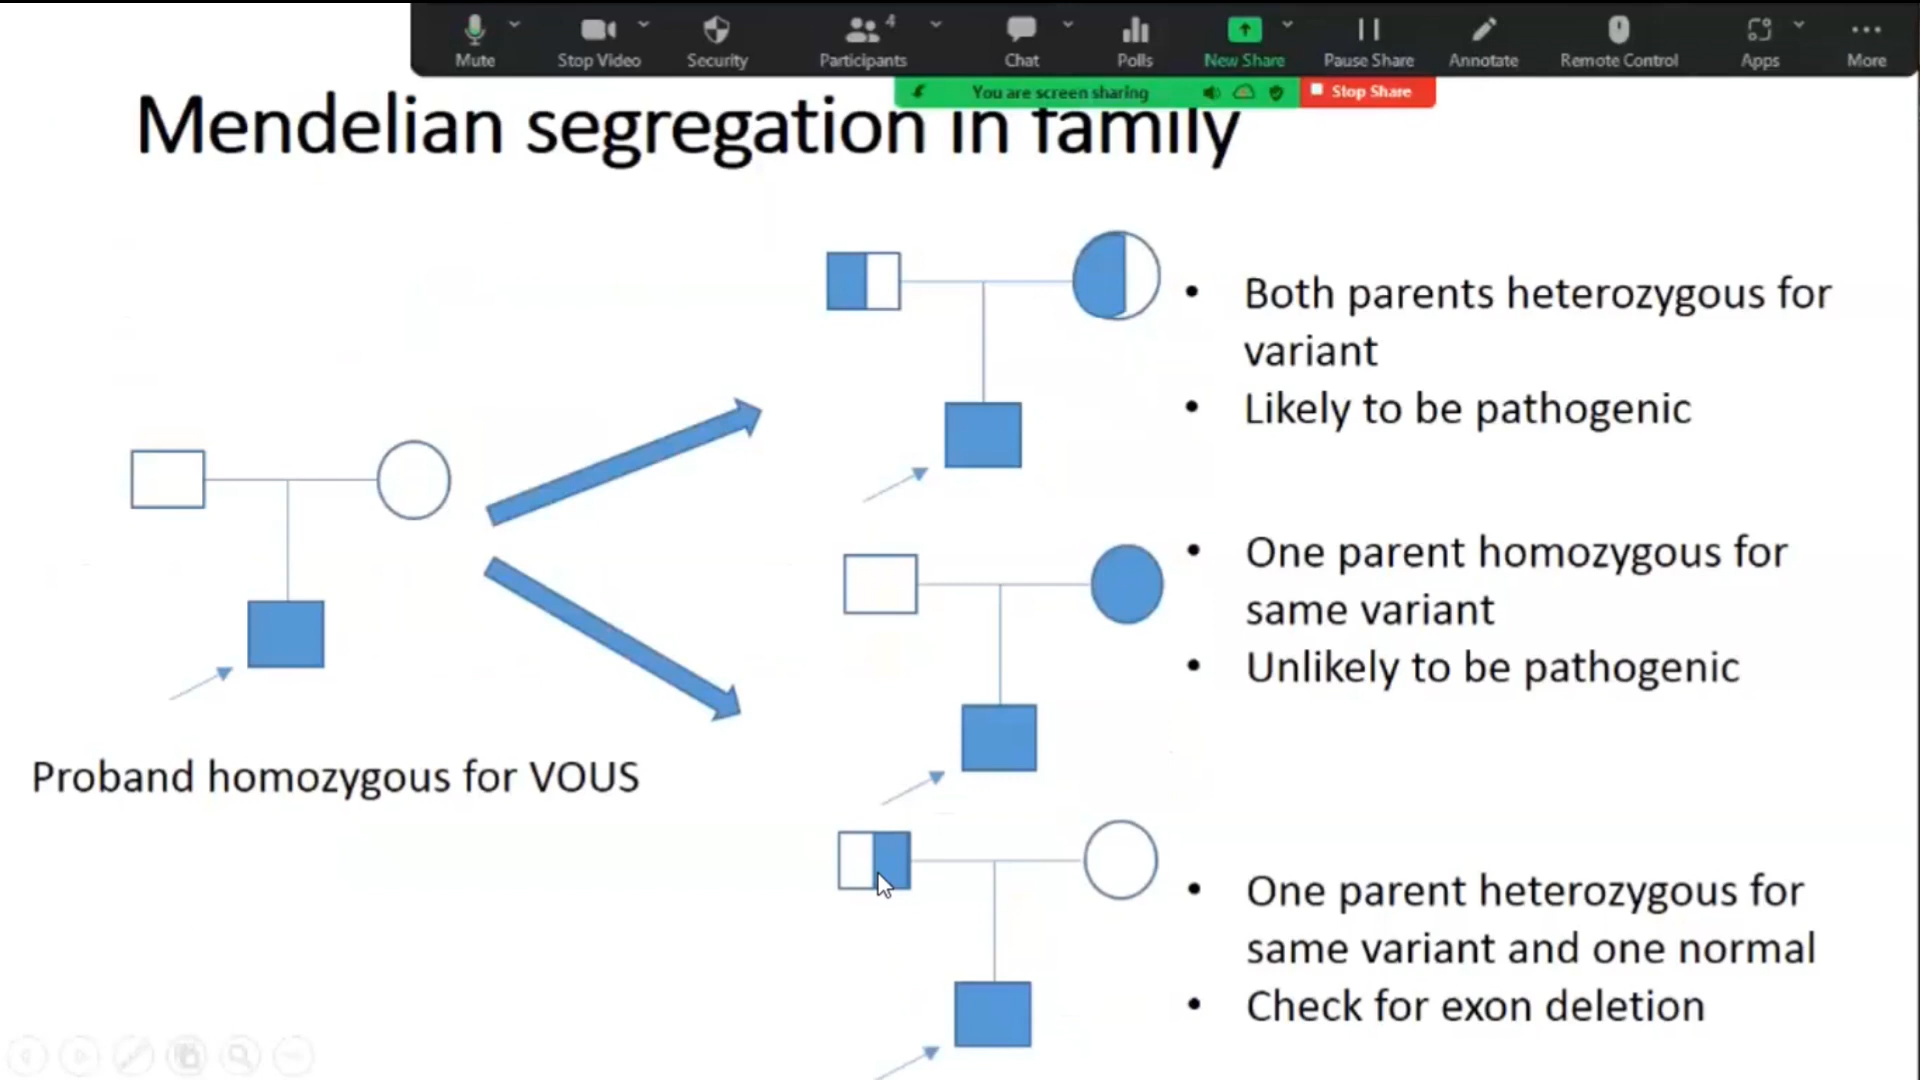 Mute
Stop Video
Security
Participants
4
Chat
Polls
New Share
Pause Share
Annotate
Remote Control
Apps
More
You are screen sharing
Stop Share
Mendelian segregation in family
• Both parents heterozygous for
variant
• Likely to be pathogenic
• One parent homozygous for
same variant
• Unlikely to be pathogenic
Proband homozygous for VOUS
• One parent heterozygous for
same variant and one normal
• Check for exon deletion